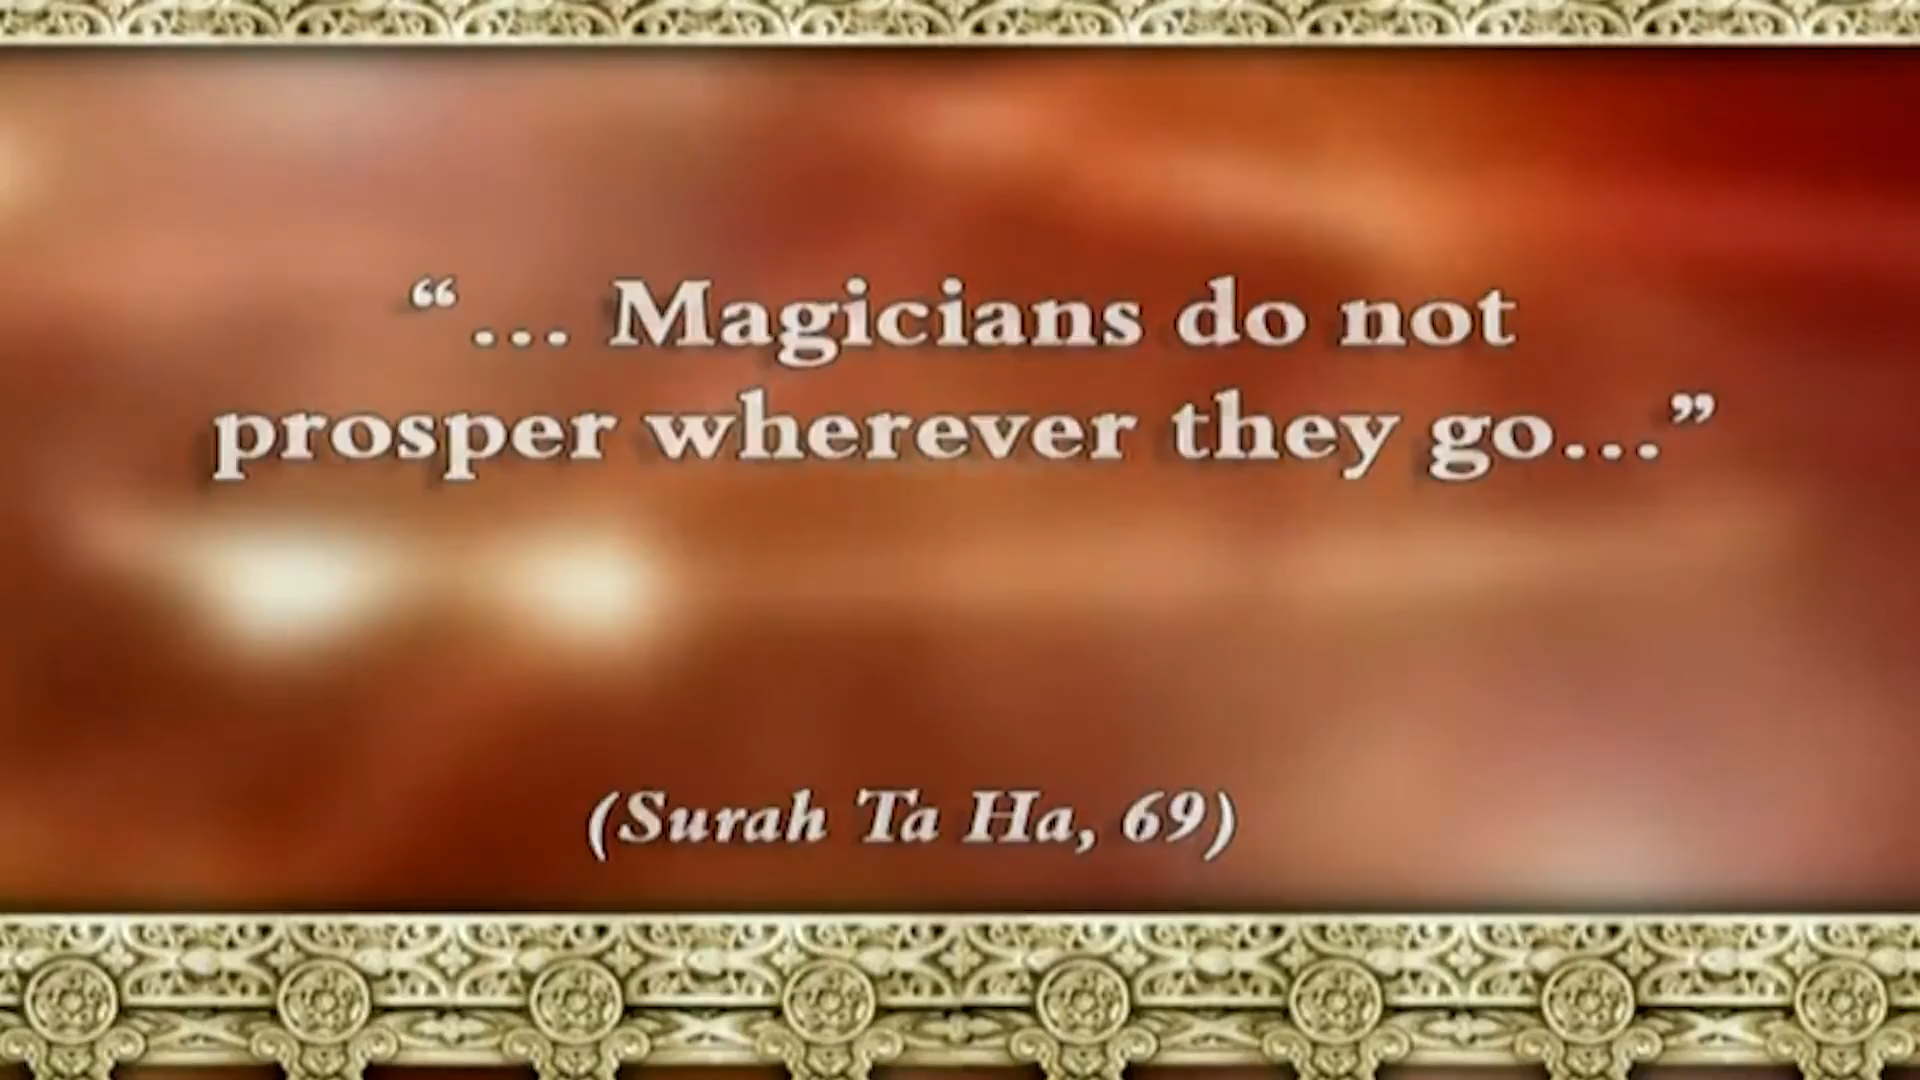 “... Magicians do not
prosper wherever they go...”
(Surah Ta Ha, 69)